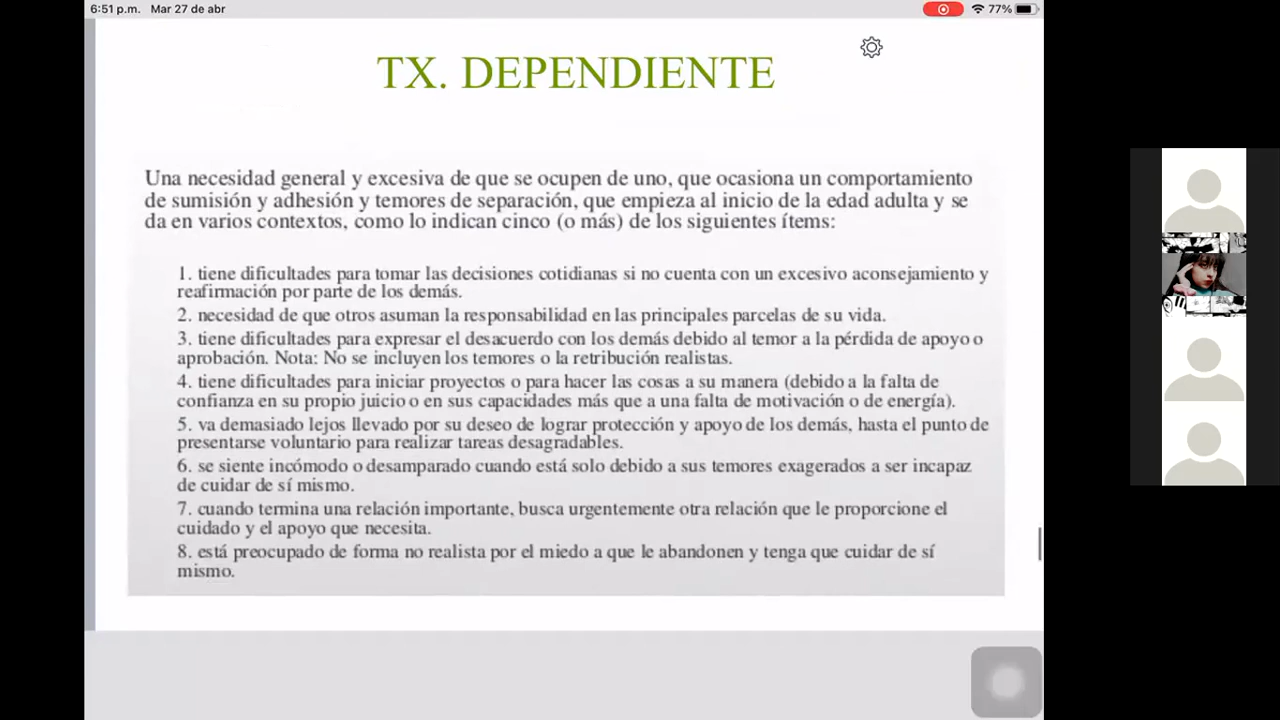 6:51 p.m. Mar 27 de abr
77%
TX. DEPENDIENTE
Una necesidad general y excesiva de que se ocupen de uno, que ocasiona un comportamiento
de sumisión y adhesión y temores de separación, que empieza al inicio de la edad adulta y se
da en varios contextos, como lo indican cinco (o más) de los siguientes ítems:
1. tiene dificultades para tomar las decisiones cotidianas si no cuenta con un excesivo aconsejamiento y
reafirmación por parte de los demás.
2. necesidad de que otros asuman la responsabilidad en las principales parcelas de su vida.
3. tiene dificultades para expresar el desacuerdo con los demás debido al temor a la pérdida de apoyo o
aprobación. Nota: No se incluyen los temores o la retribución realistas.
4. tiene dificultades para iniciar proyectos o para hacer las cosas a su manera (debido a la falta de
confianza en su propio juicio o en sus capacidades más que a una falta de motivación o de energía).
5. va demasiado lejos llevado por su deseo de lograr protección y apoyo de los demás, hasta el punto de
presentarse voluntario para realizar tareas desagradables.
6. se siente incómodo o desamparado cuando está solo debido a sus temores exagerados a ser incapaz
de cuidar de sí mismo.
7. cuando termina una relación importante, busca urgentemente otra relación que le proporcione el
cuidado y el apoyo que necesita.
8. está preocupado de forma no realista por el miedo a que le abandonen y tenga que cuidar de sí
mismo.